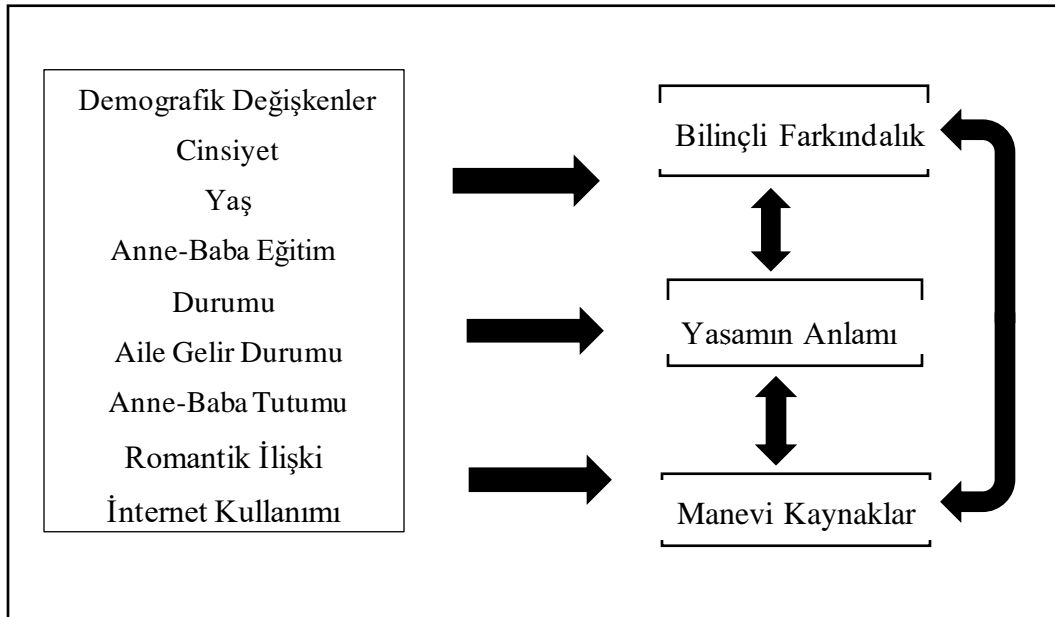 Demografik Değişkenler
Cinsiyet
Yaş
Anne-Baba Eğitim
Durumu
Aile Gelir Durumu
Anne-Baba Tutumu
Romantik İlişki
İnternet Kullanımı
Bilinçli Farkındalık
Yasamın Anlamı
Manevi Kaynaklar